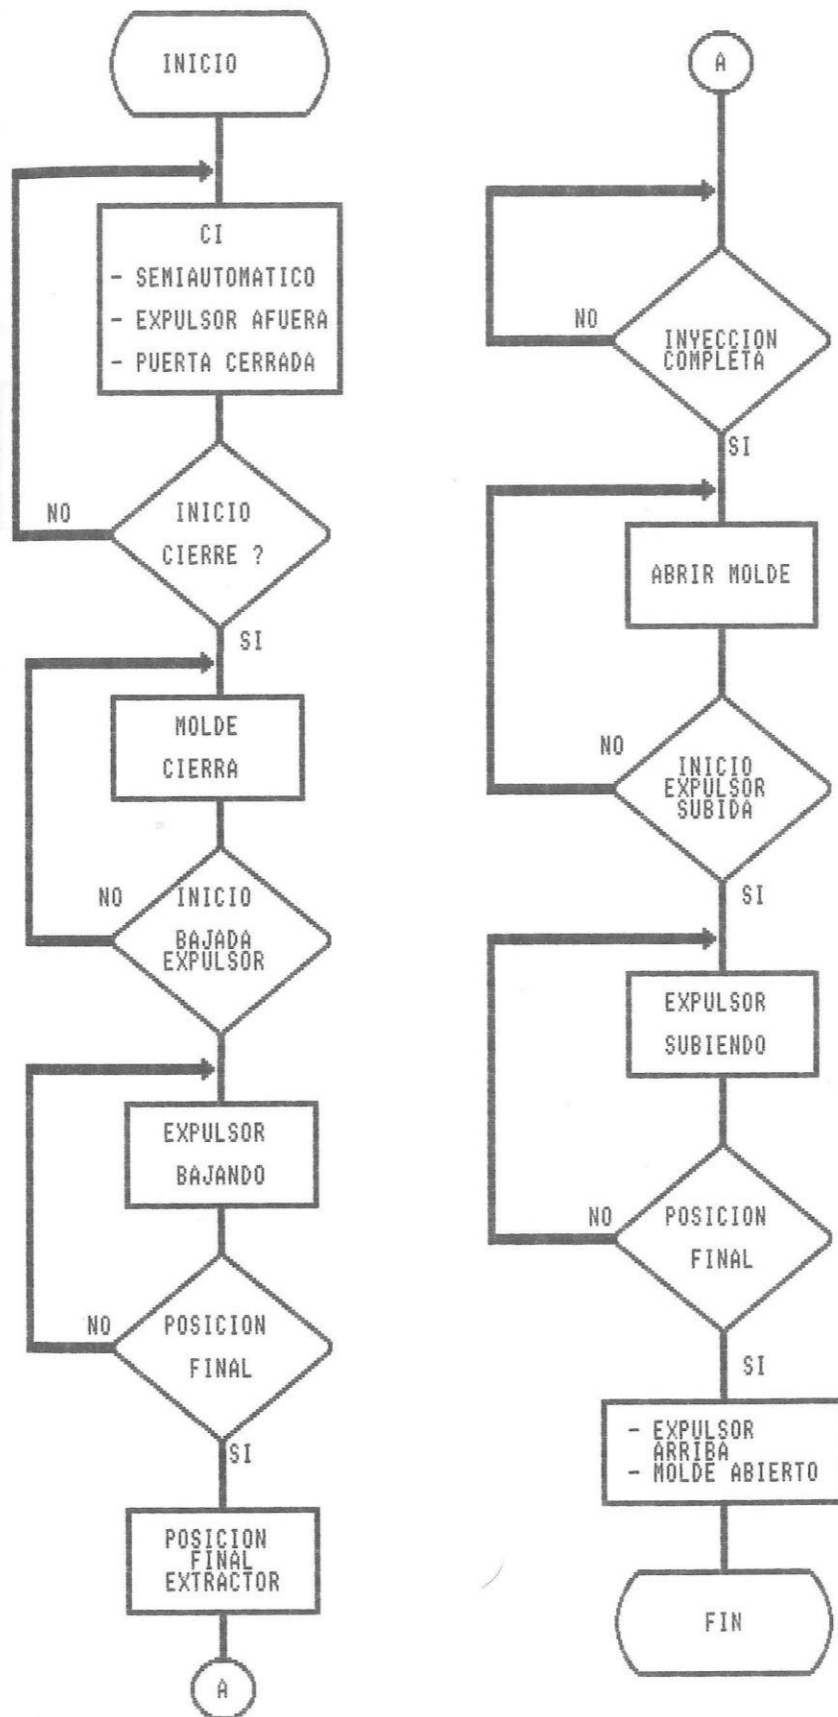 INICIO
CI
- SEMIAUTOMATICO
- EXPULSOR AFUERA
- PUERTA CERRADA
NO
INICIO
CIERRE ?
SI
MOLDE
CIERRA
NO
INICIO
BAJADA
EXPULSOR
EXPULSOR
BAJANDO
NO
POSICION
FINAL
SI
POSICION
FINAL
EXTRACTOR
A
A
NO
INYECCION
COMPLETA
SI
ABRIR MOLDE
NO
INICIO
EXPULSOR
SUBIDA
SI
EXPULSOR
SUBIENDO
NO
POSICION
FINAL
SI
- EXPULSOR
ARRIBA
- MOLDE ABIERTO
FIN